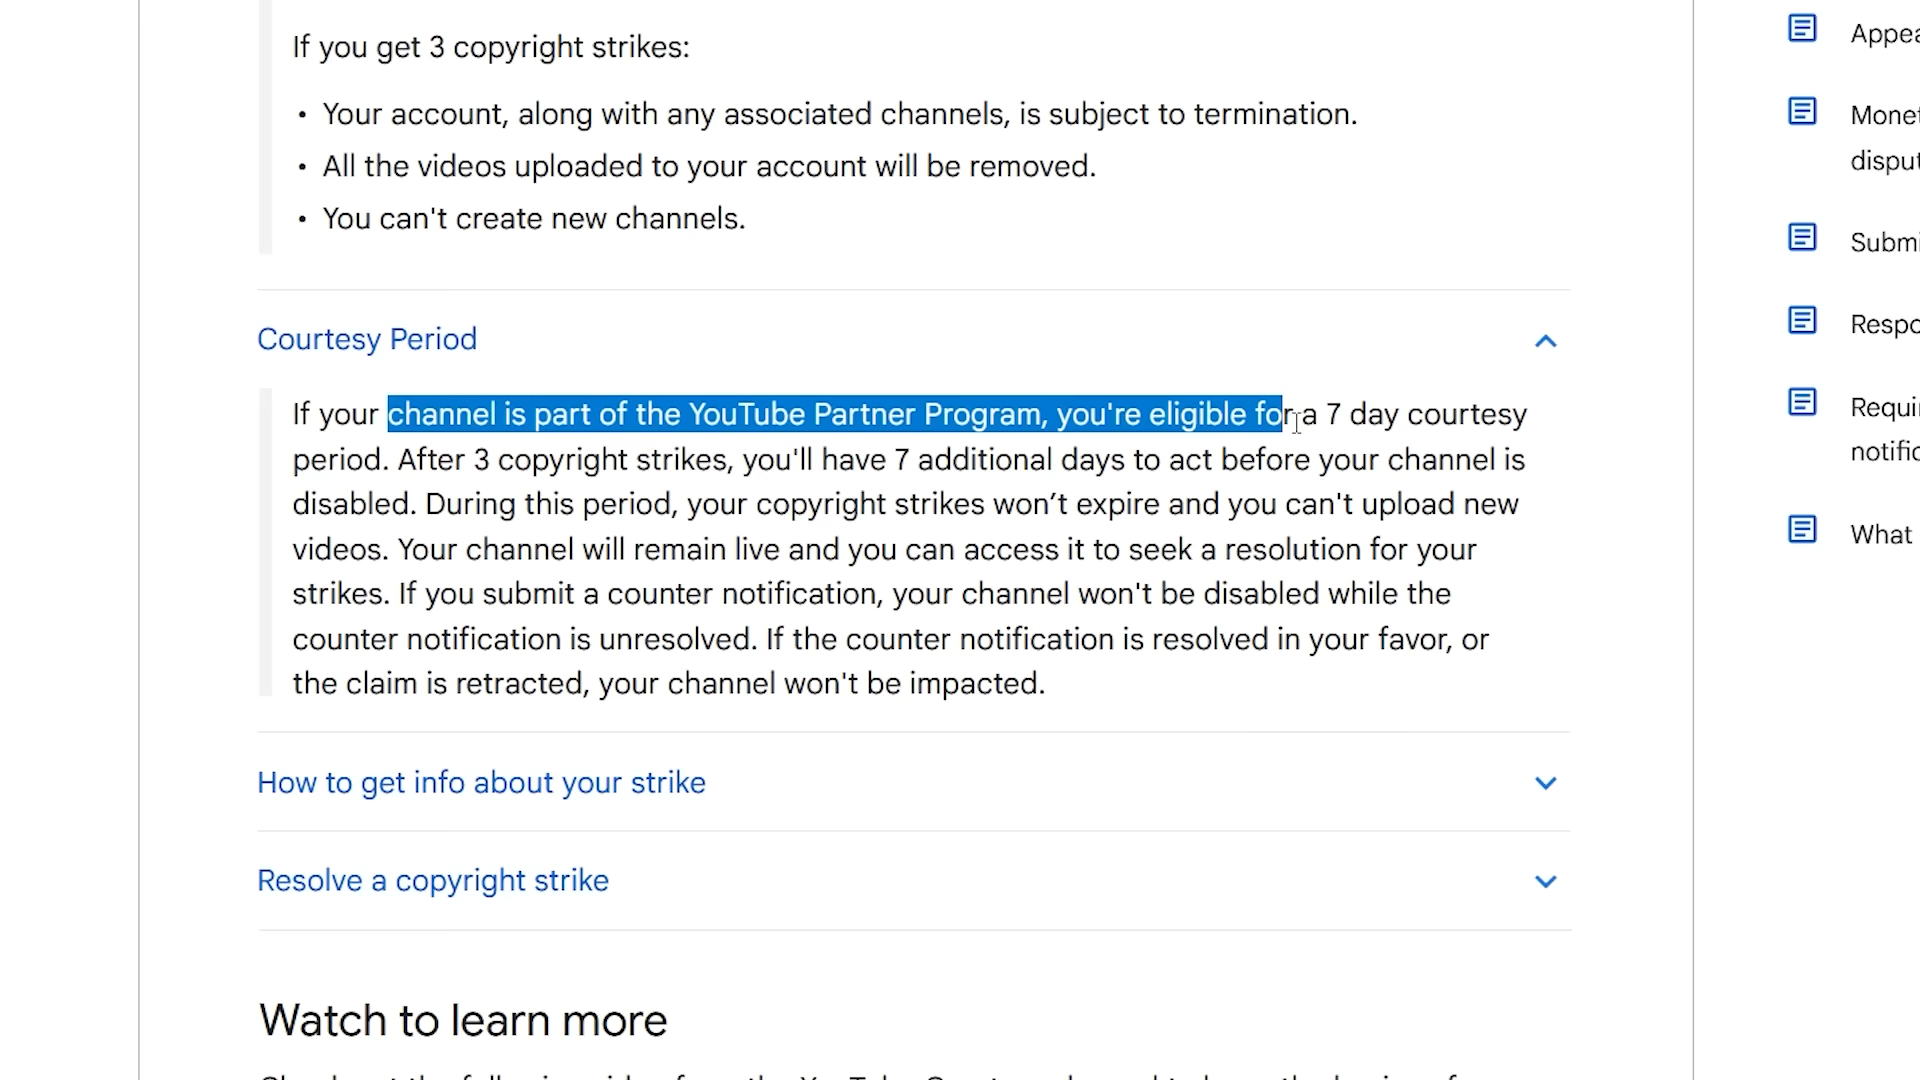 If you get 3 copyright strikes:
• Your account, along with any associated channels, is subject to termination.
• All the videos uploaded to your account will be removed.
• You can't create new channels.
Courtesy Period
If your channel is part of the YouTube Partner Program, you're eligible for a 7 day courtesy
period. After 3 copyright strikes, you'll have 7 additional days to act before your channel is
disabled. During this period, your copyright strikes won’t expire and you can't upload new
videos. Your channel will remain live and you can access it to seek a resolution for your
strikes. If you submit a counter notification, your channel won't be disabled while the
counter notification is unresolved. If the counter notification is resolved in your favor, or
the claim is retracted, your channel won't be impacted.
How to get info about your strike
Resolve a copyright strike
Watch to learn more
Appea
Monet
disput
Submi
Respo
Requi
notific
What